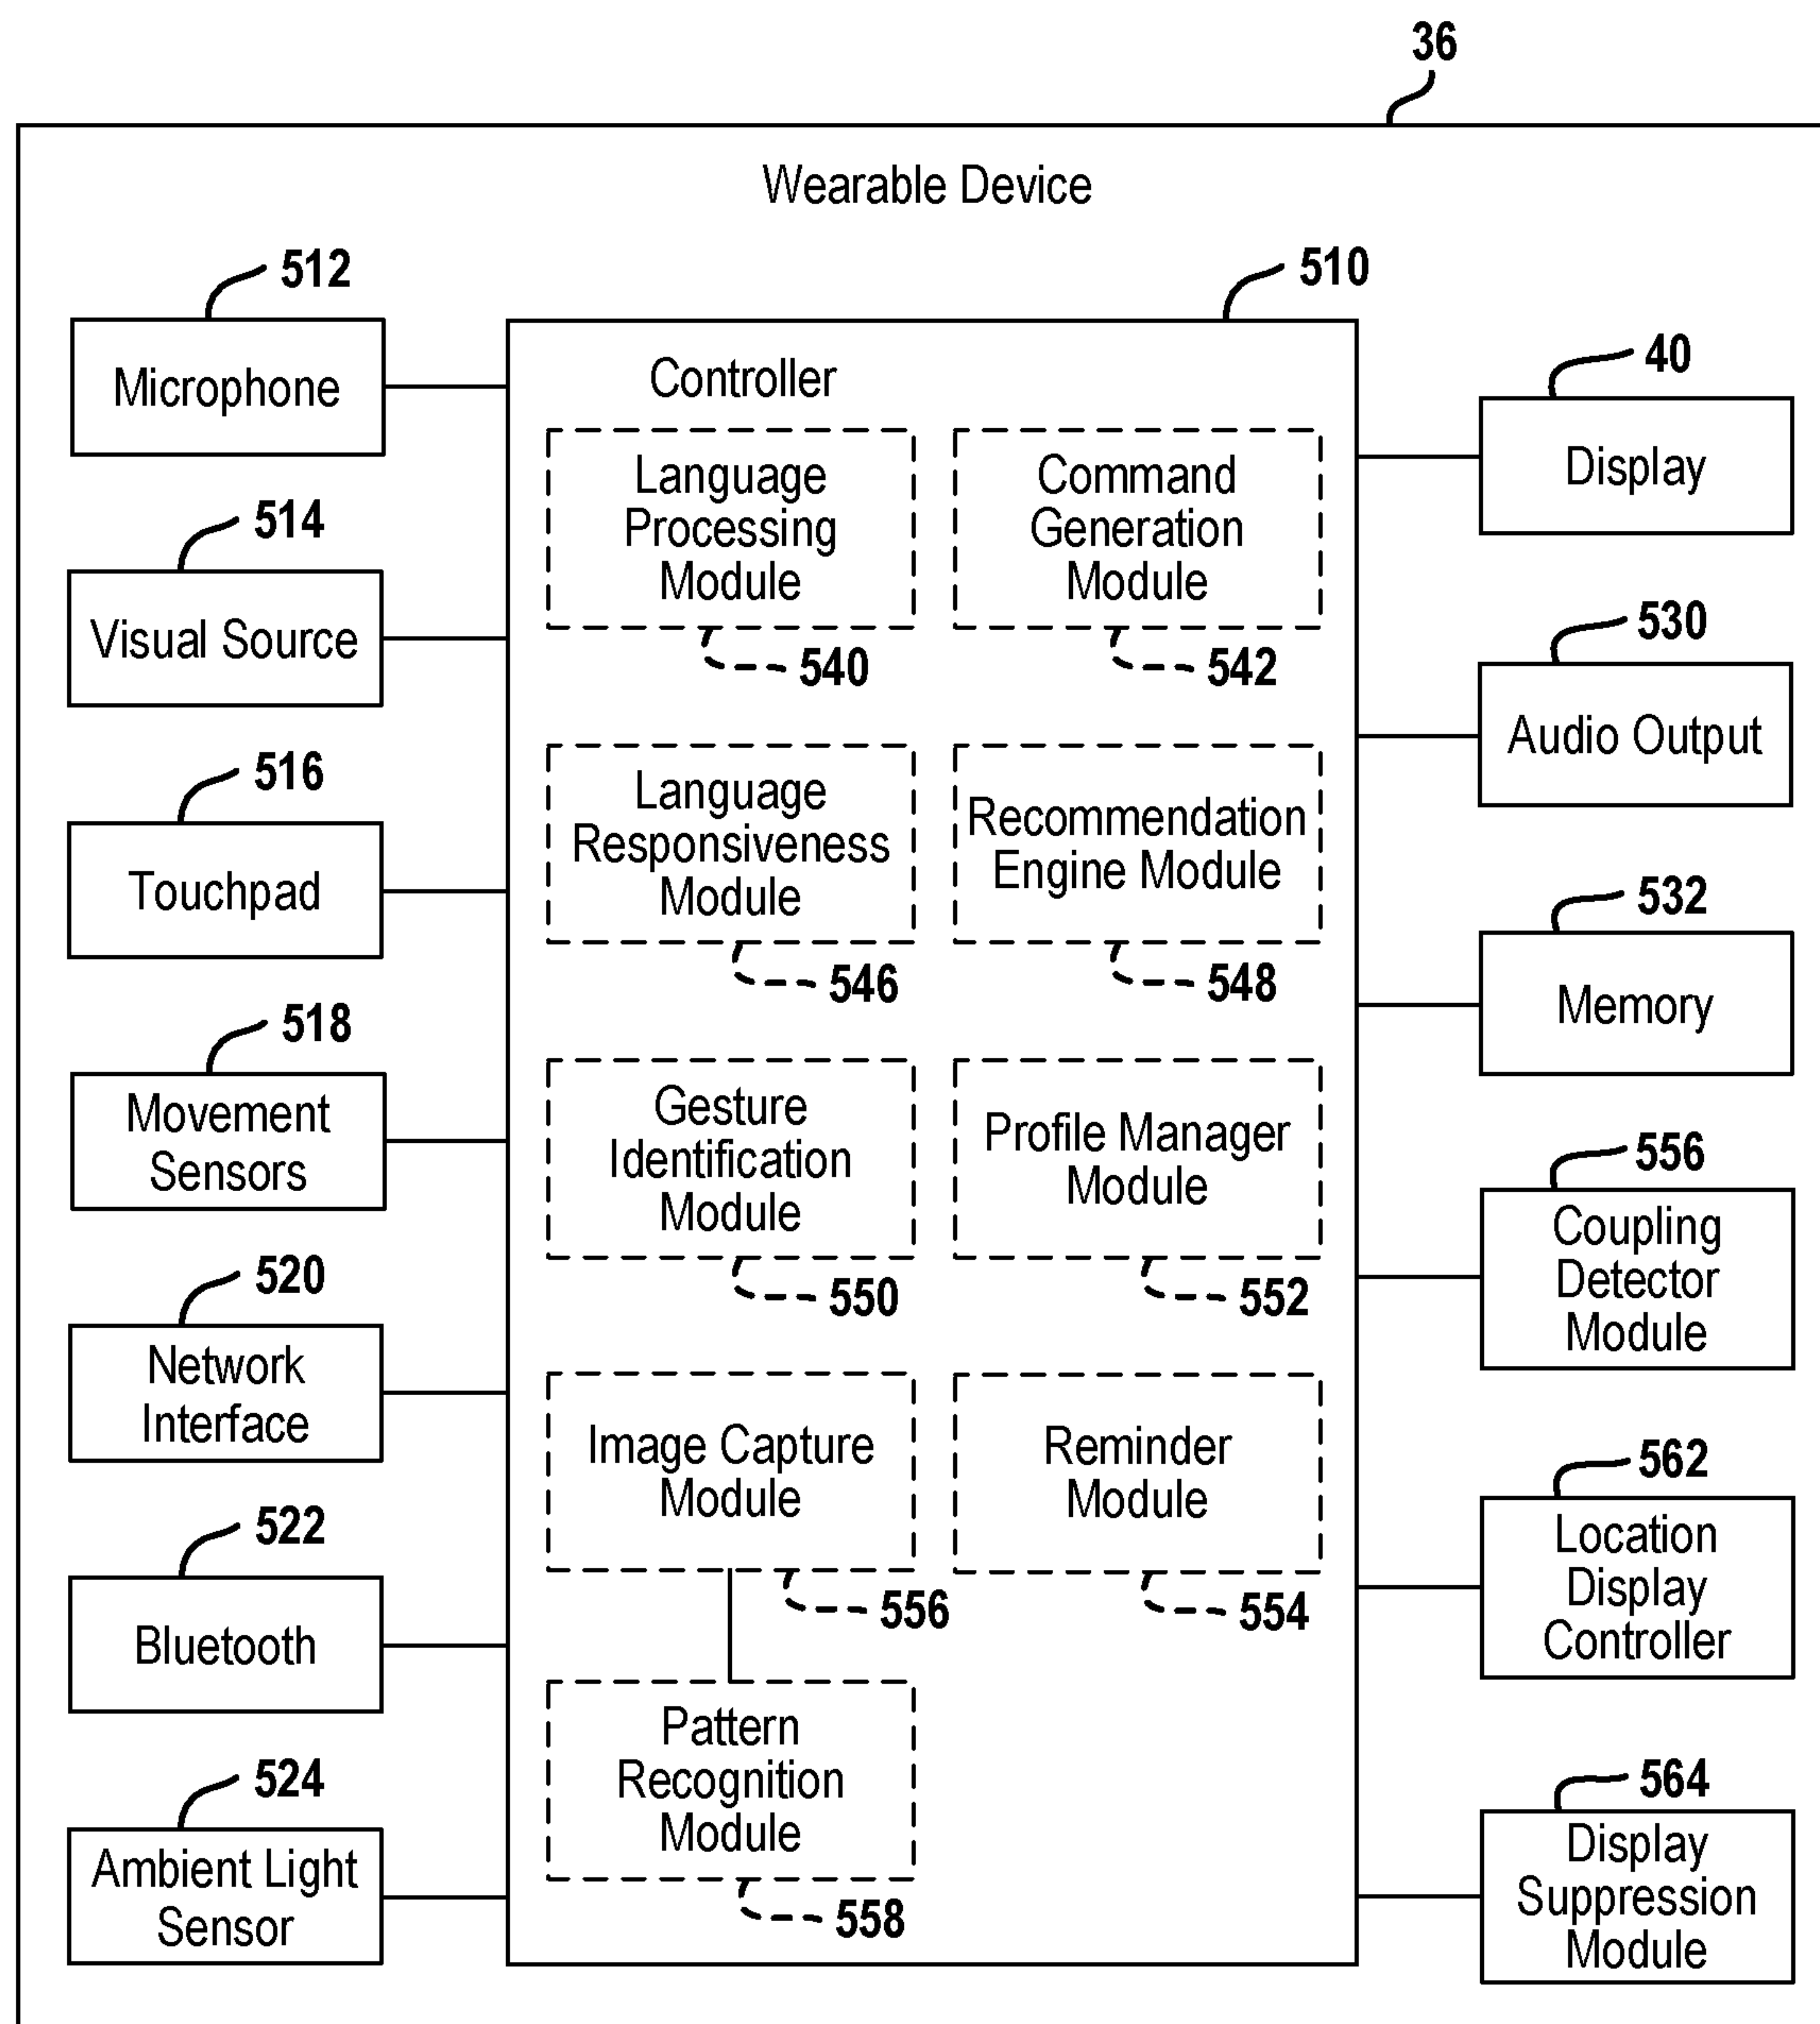 36
Wearable Device
512
Microphone
514
Visual Source
516
Touchpad
518
Movement
Sensors
520
Network
Interface
522
Bluetooth
524
Ambient Light
Sensor
510
Controller
Language
Processing
Module
540
Command
Generation
Module
542
Language
Responsiveness
Module
546
Recommendation
Engine Module
548
Gesture
Identification
Module
550
Profile Manager
Module
552
Image Capture
Module
556
Reminder
Module
554
Pattern
Recognition
Module
558
40
Display
530
Audio Output
532
Memory
556
Coupling
Detector
Module
562
Location
Display
Controller
564
Display
Suppression
Module